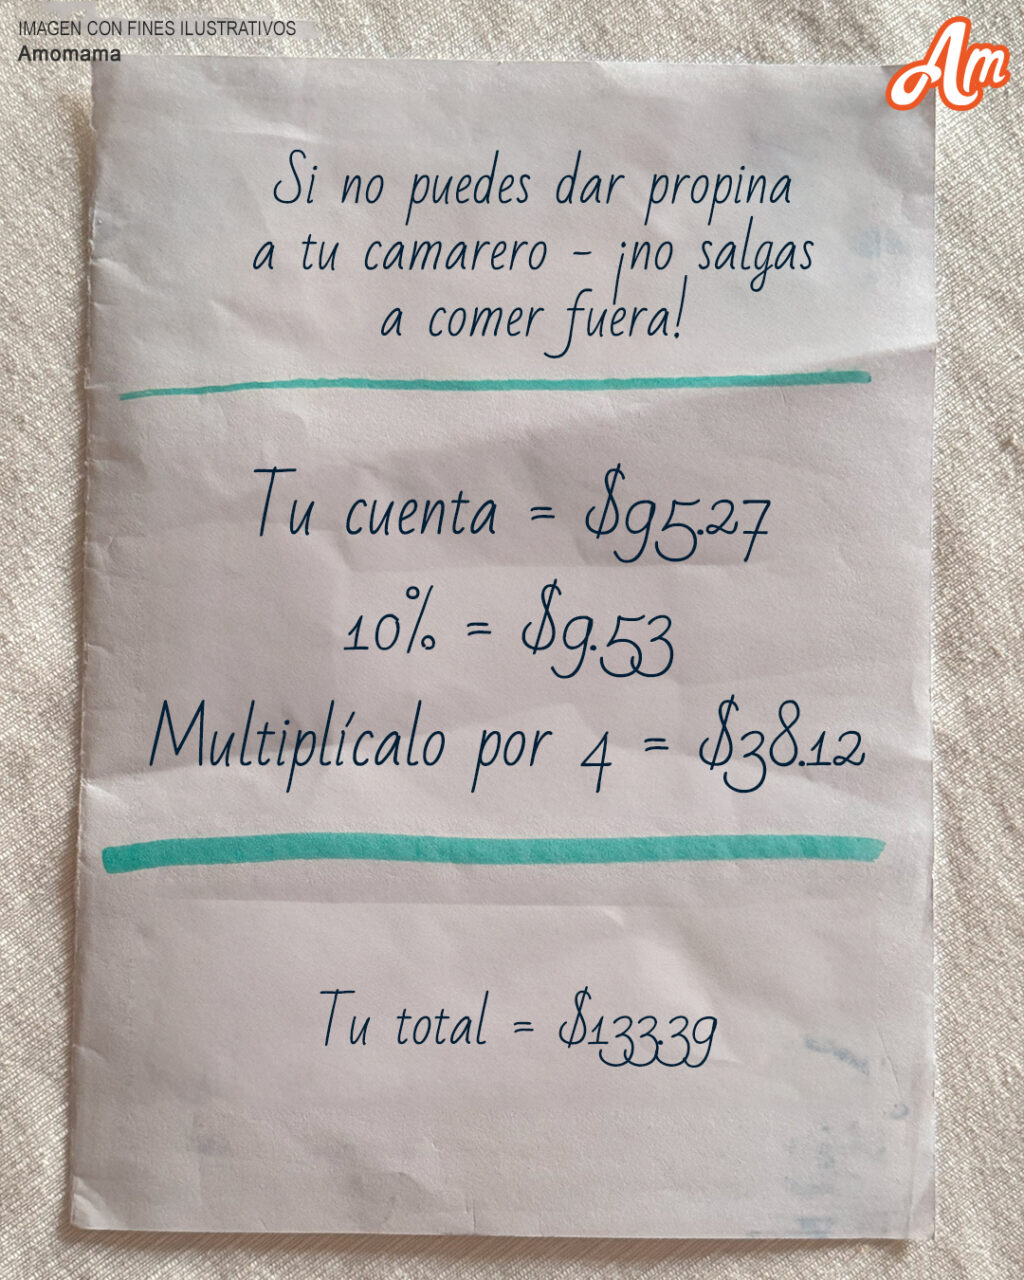 IMAGEN CON FINES ILUSTRATIVOS
Amomama
Am
Si no puedes dar propina
a tu camarero - ¡no salgas
a comer fuera!
Tu cuenta = $95.27
10% = $9.53
Multiplícalo por 4 = $38.12
Tu total = $133.39